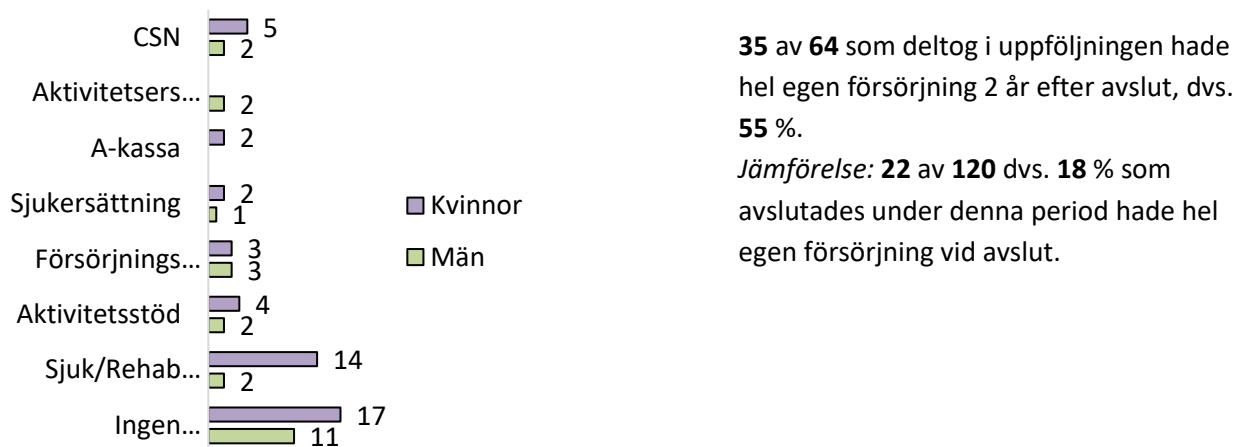 CSN
5
2
Aktivitetsers...
2
A-kassa
2
Sjukersättning
2
1
Försörjnings...
3
3
Aktivitetsstöd
4
2
Sjuk/Rehab...
14
2
Ingen...
17
11
Kvinnor
Män
35 av 64 som deltog i uppföljningen hade
hel egen försörjning 2 år efter avslut, dvs.
55 %.
Jämförelse: 22 av 120 dvs. 18 % som
avslutades under denna period hade hel
egen försörjning vid avslut.